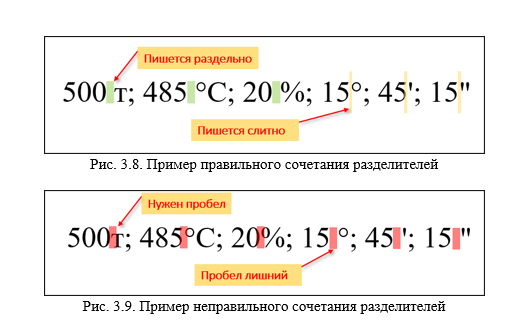 Пишется раздельно
500 т; 485 °C; 20 %; 15°; 45'; 15"
Пишется слитно
Рис. 3.8. Пример правильного сочетания разделителей
Нужен пробел
500т; 485°C; 20%; 15 °; 45 '; 15 "
Пробел лишний
Рис. 3.9. Пример неправильного сочетания разделителей